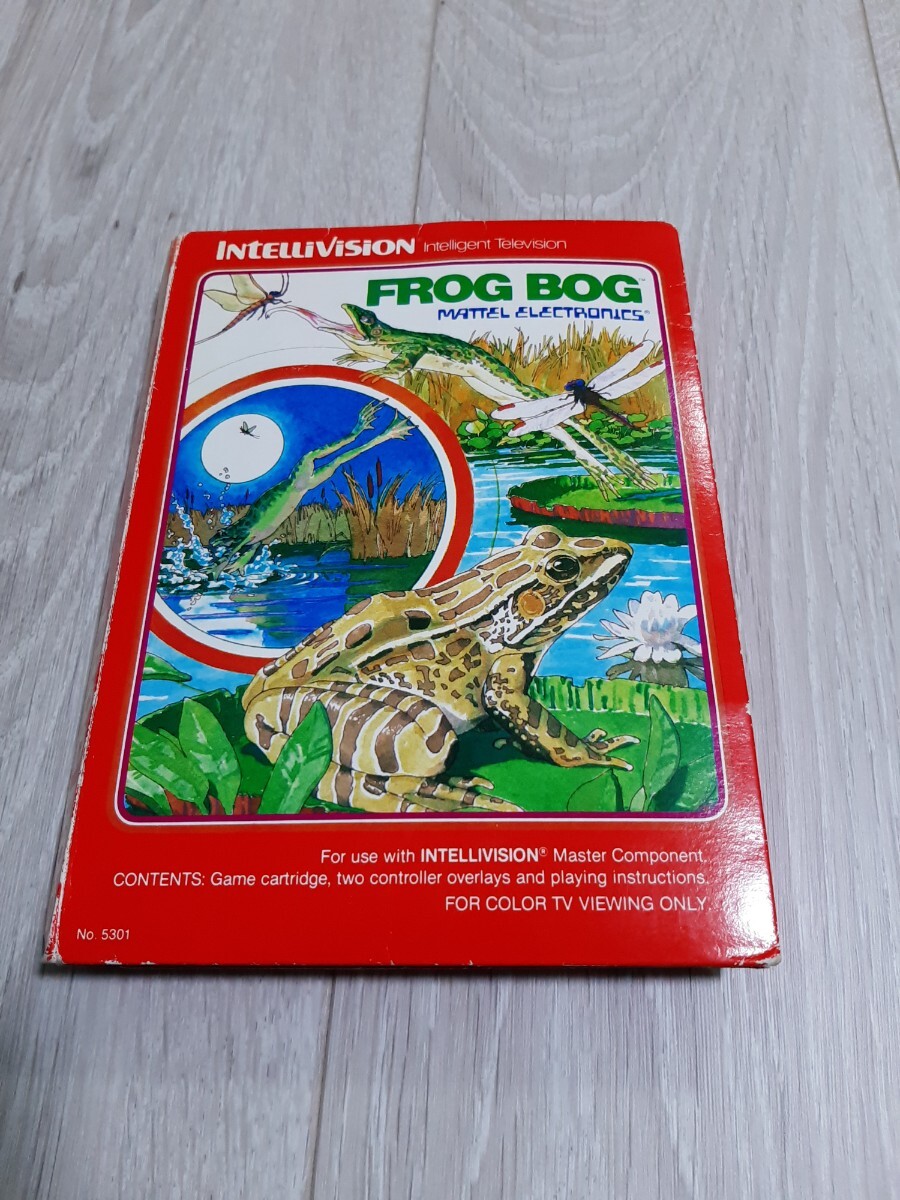 INTELLIVISION Intelligent Television
FROG BOG™
MATTEL ELECTRONICS®
For use with INTELLIVISION® Master Component.
CONTENTS: Game cartridge, two controller overlays and playing instructions.
FOR COLOR TV VIEWING ONLY.
No. 5301